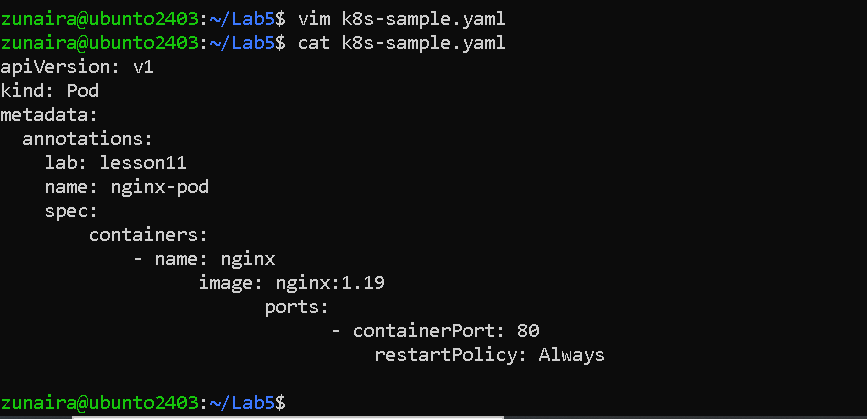 zunaira@ubunto2403:~/Lab5$ vim k8s-sample.yaml
zunaira@ubunto2403:~/Lab5$ cat k8s-sample.yaml
apiVersion: v1
kind: Pod
metadata:
  annotations:
    lab: lesson11
    name: nginx-pod
    spec:
        containers:
            - name: nginx
                  image: nginx:1.19
                        ports:
                              - containerPort: 80
                                  restartPolicy: Always
zunaira@ubunto2403:~/Lab5$